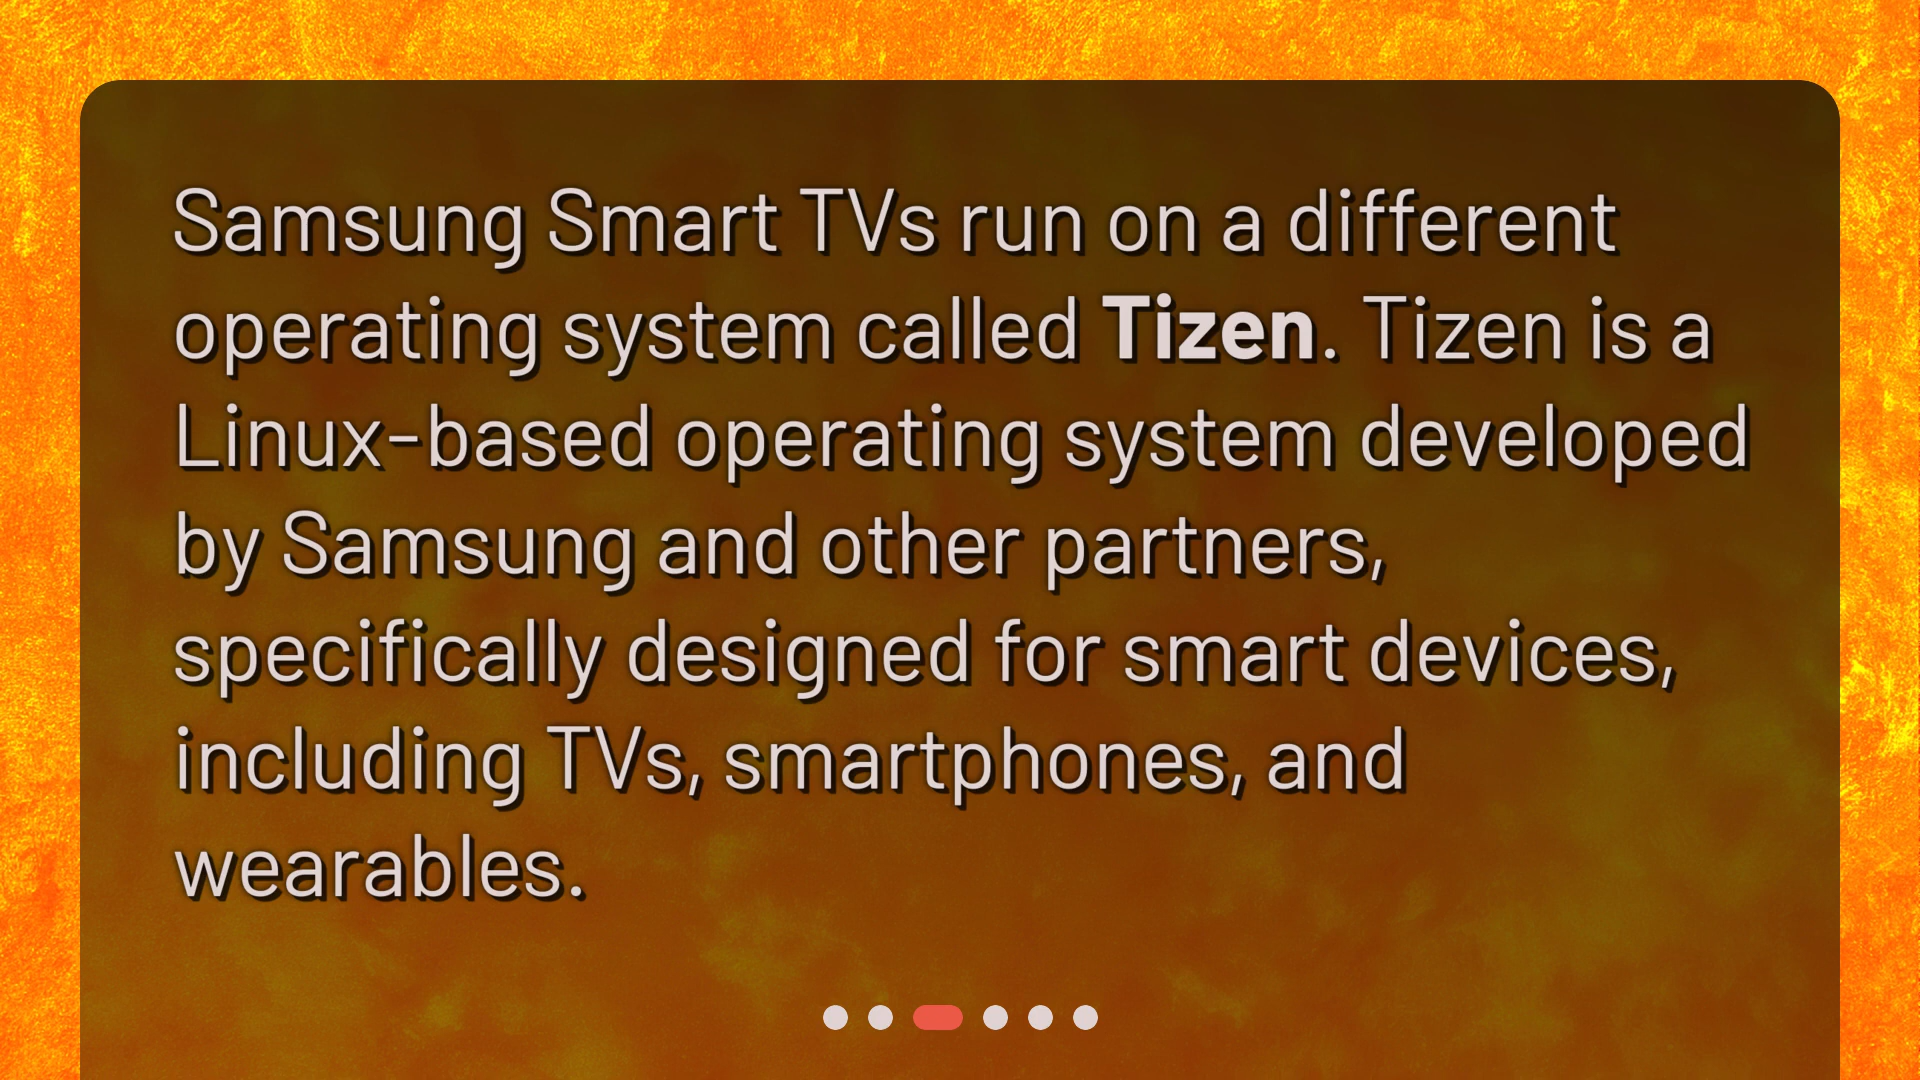 Samsung Smart TVs run on a different
operating system called Tizen. Tizen is a
Linux-based operating system developed
by Samsung and other partners,
specifically designed for smart devices,
including TVs, smartphones, and
wearables.